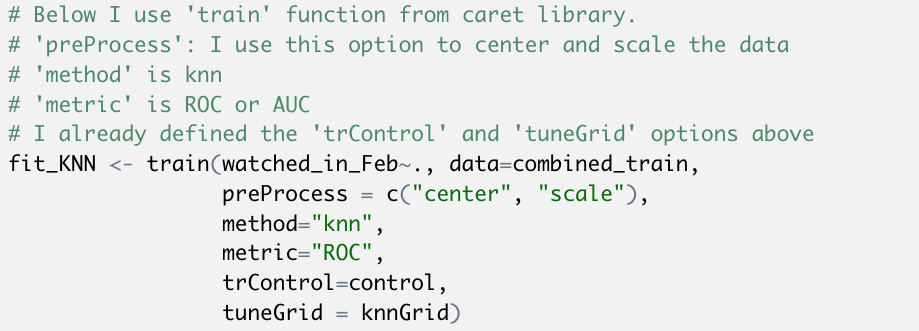 # Below I use 'train' function from caret library.
# 'preProcess': I use this option to center and scale the data
# 'method' is knn
# 'metric' is ROC or AUC
# I already defined the 'trControl' and 'tuneGrid' options above
fit_KNN <- train(watched_in_Feb~., data=combined_train,
                 preProcess = c("center", "scale"),
                 method="knn",
                 metric="ROC",
                 trControl=control,
                 tuneGrid = knnGrid)